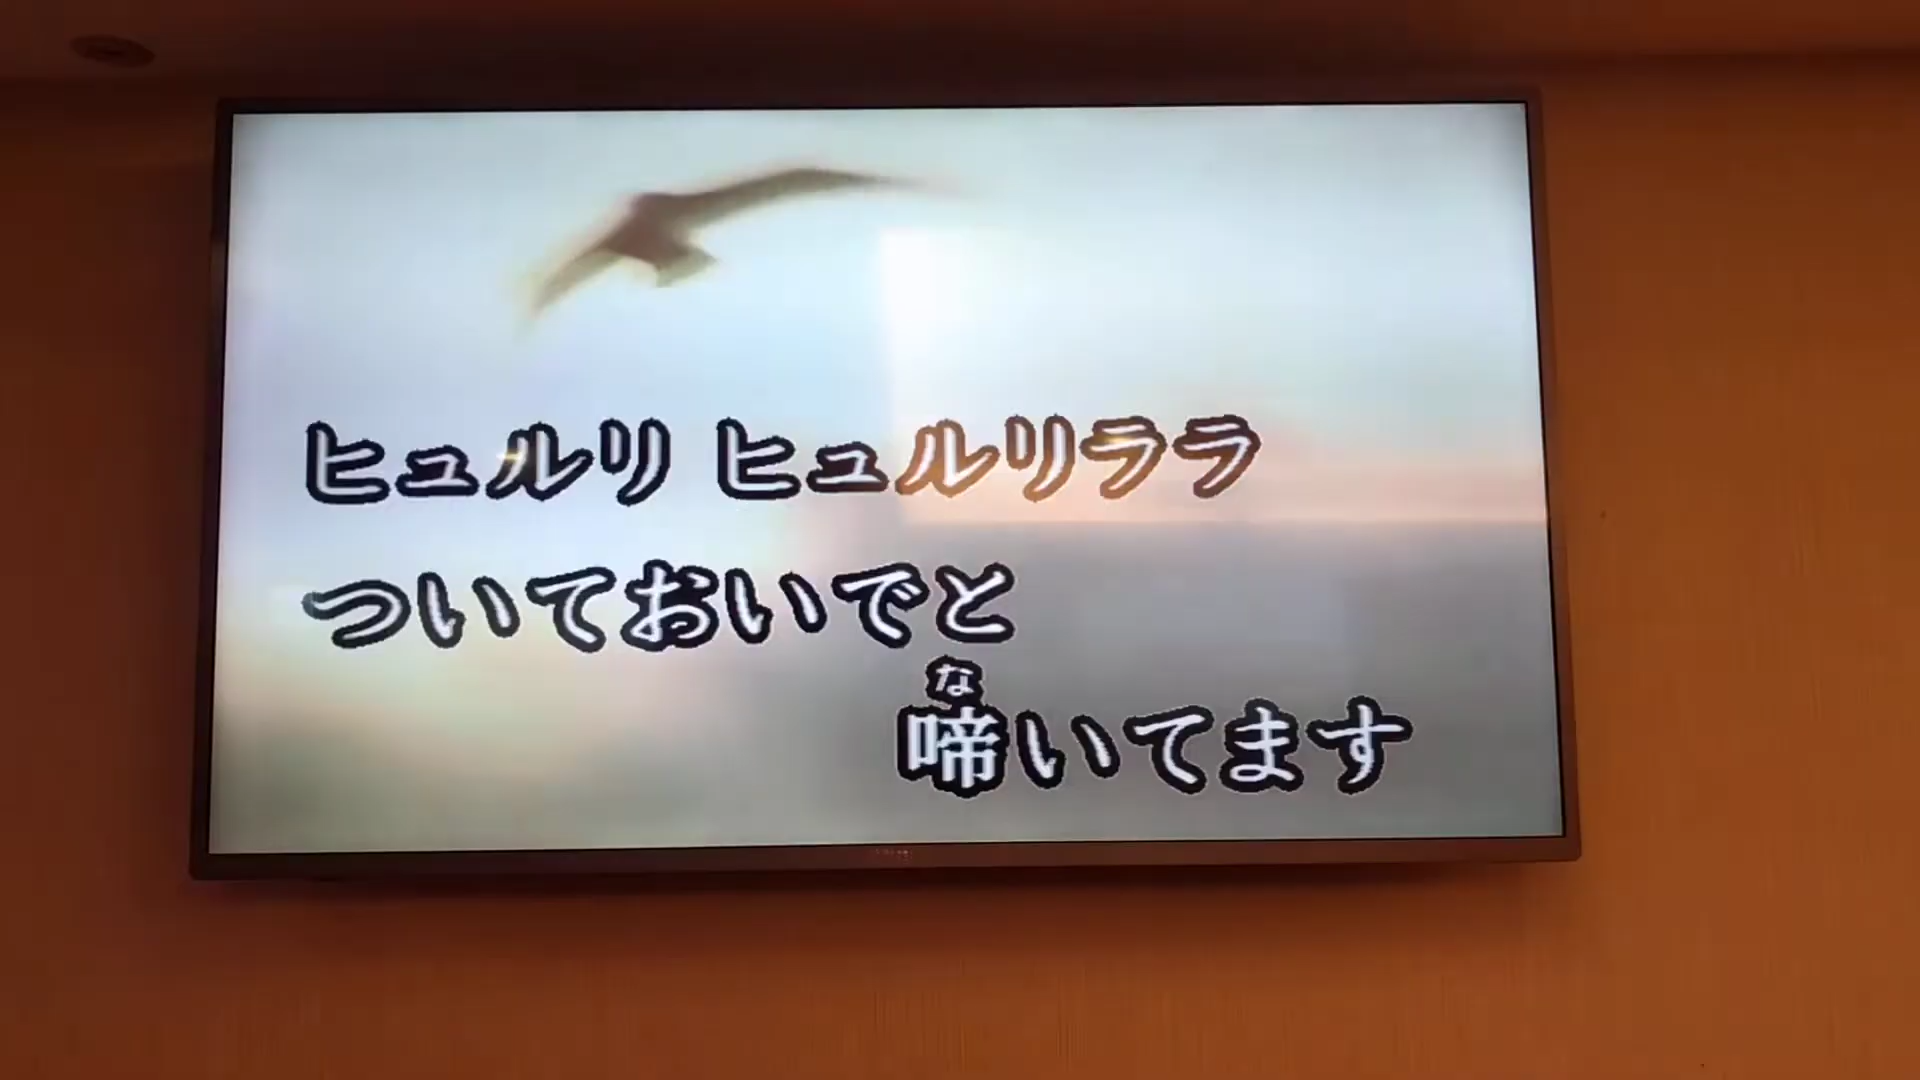 ヒュルリ ヒュルリララ
ついておいでと
な
啼いてます